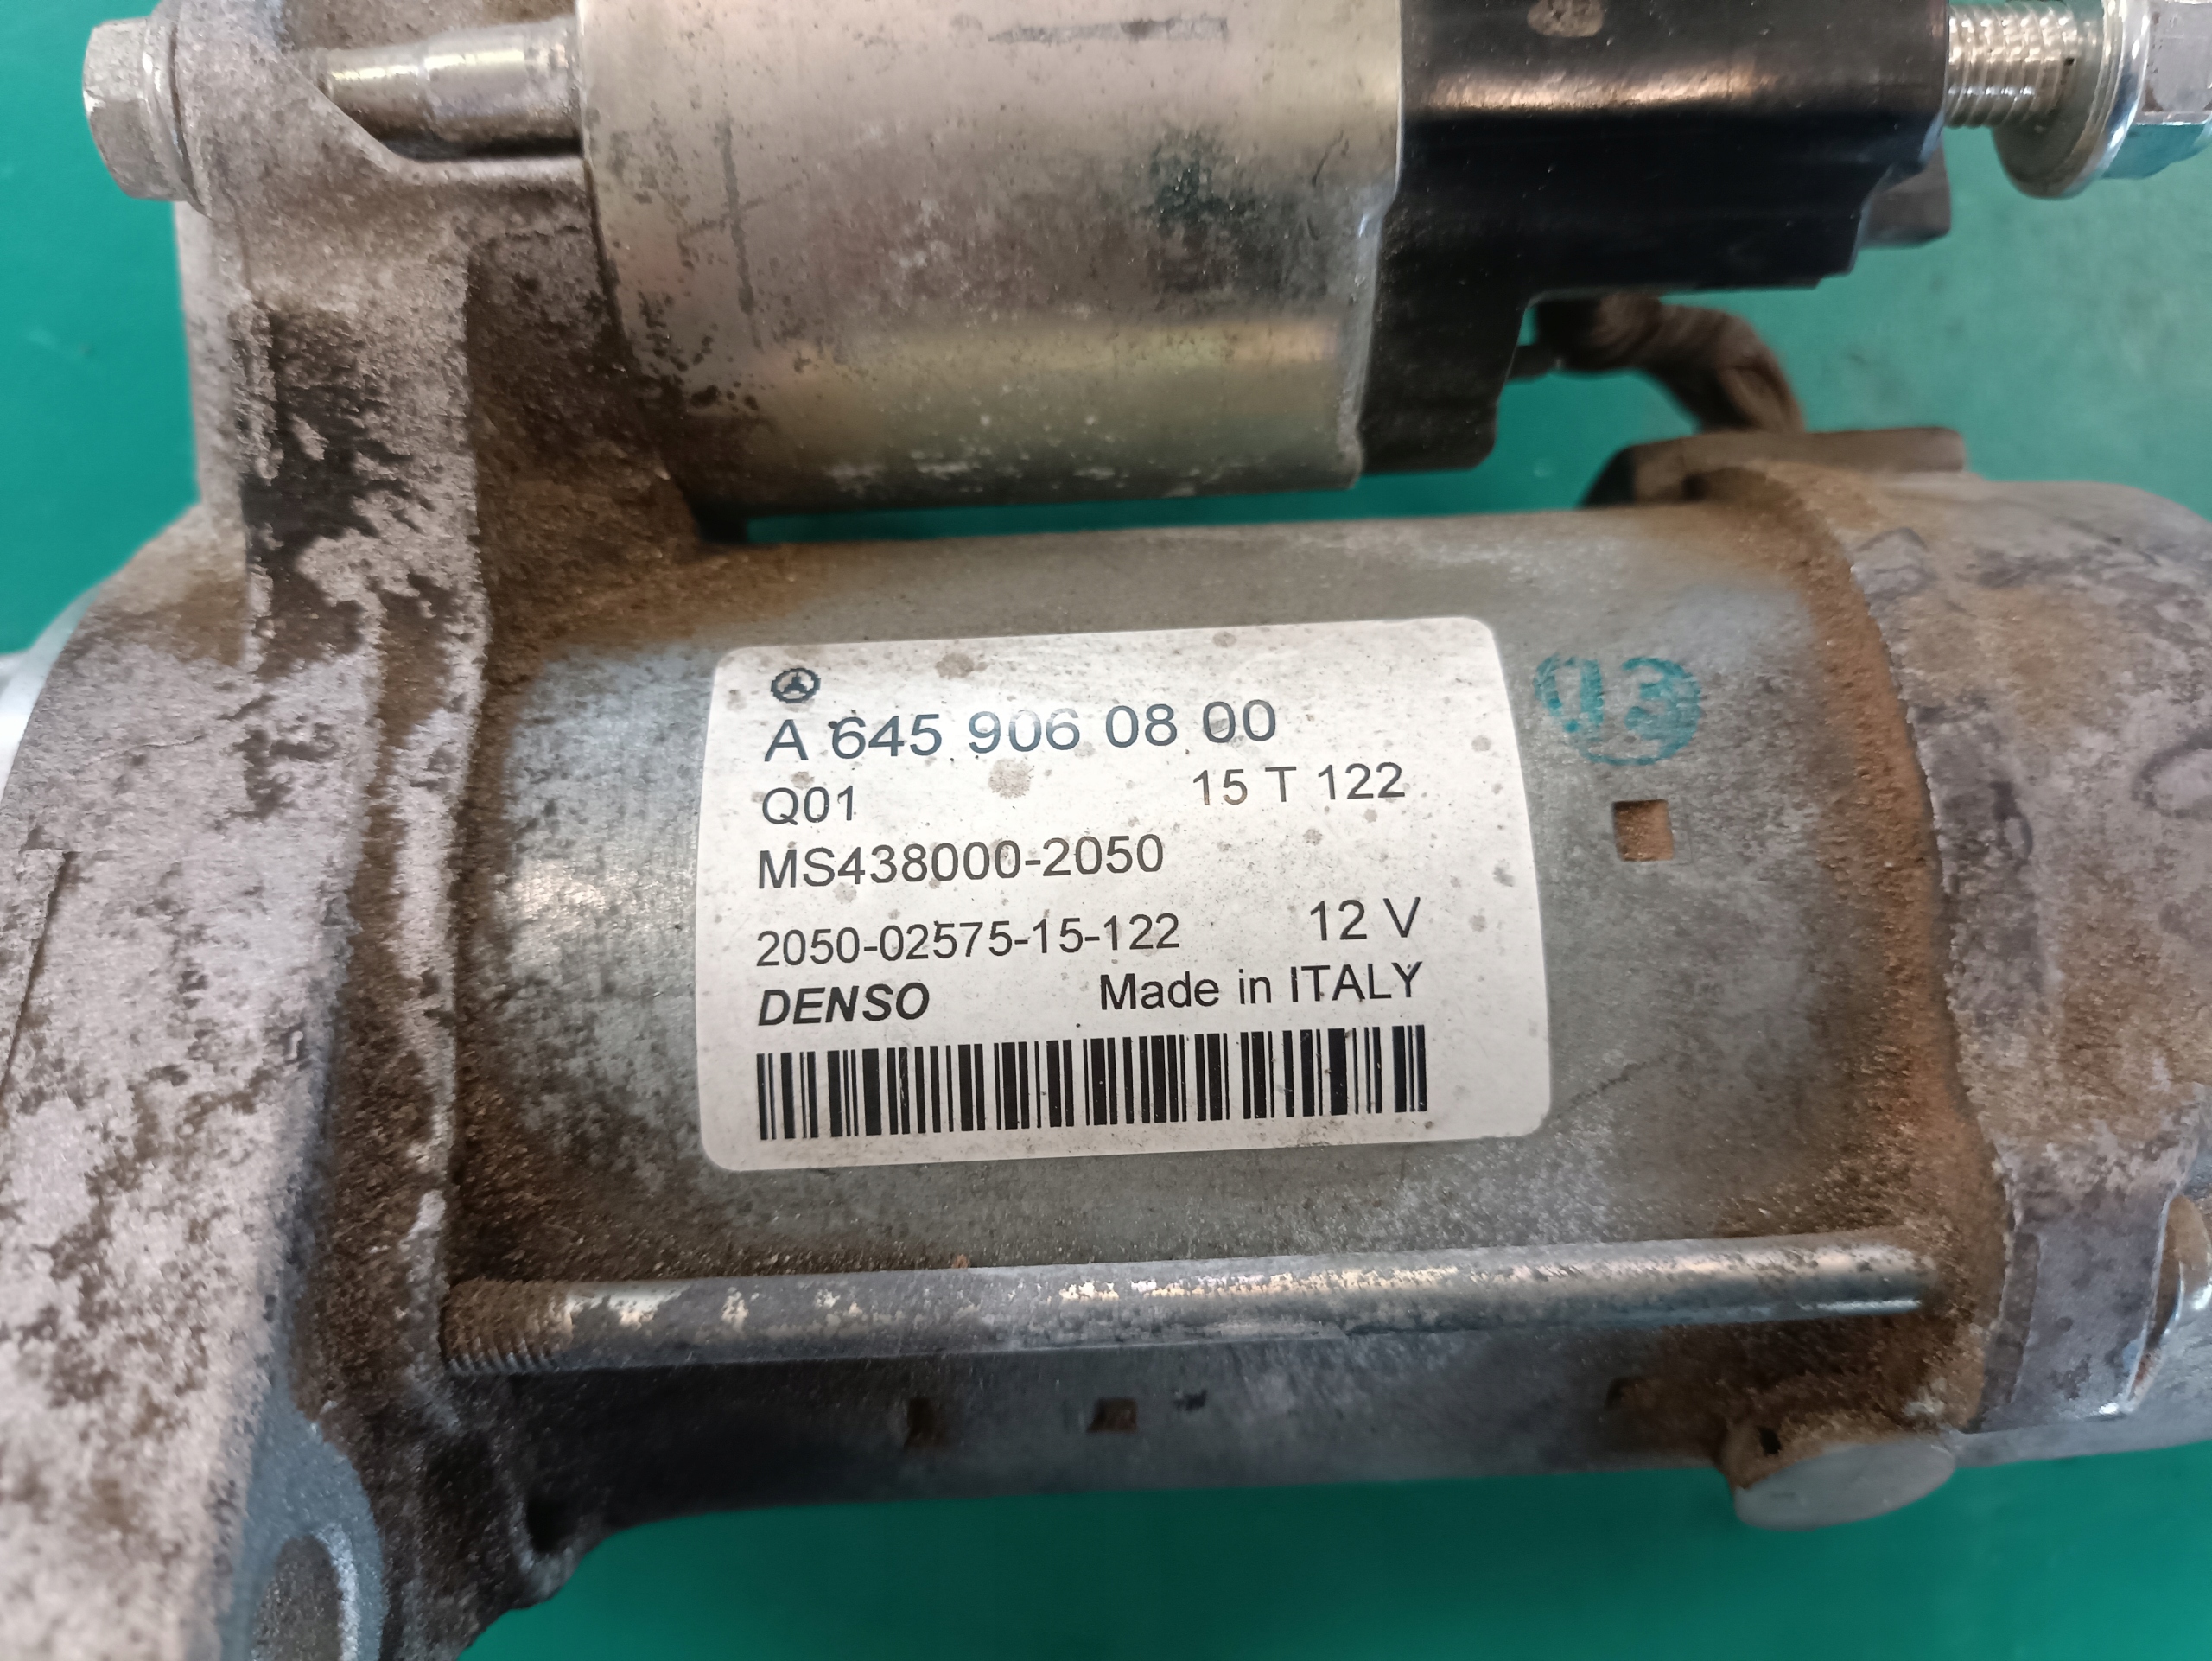 A 645 906 08 00
Q01 15 T 122
MS438000-2050
2050-02575-15-122 12 V
DENSO Made in ITALY